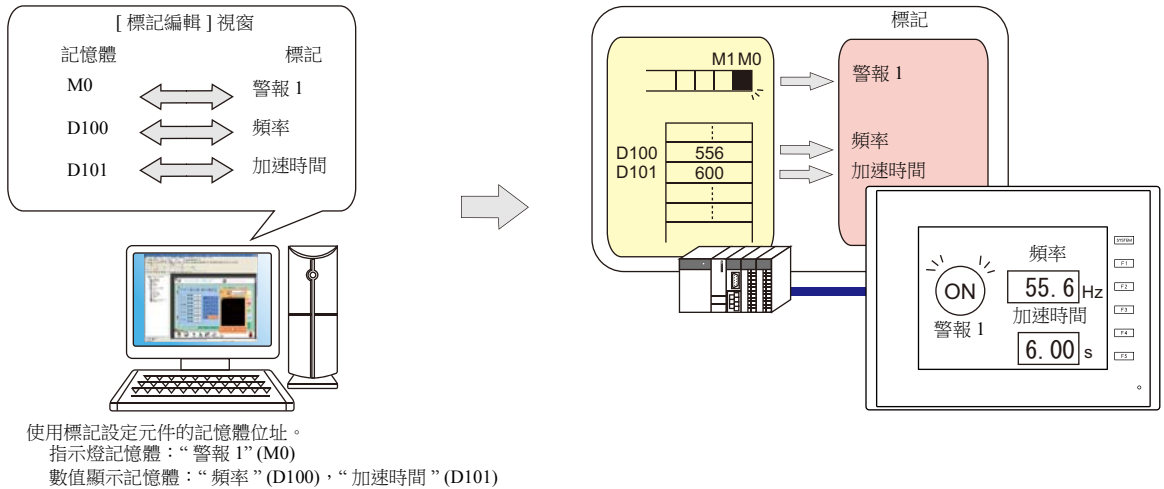 [ 標記編輯 ] 視窗
記憶體 標記
M0 警報 1
D100 頻率
D101 加速時間
使用標記設定元件的記憶體位址。
指示燈記憶體：“ 警報 1” (M0)
數值顯示記憶體：“ 頻率 ” (D100)，“ 加速時間 ” (D101)
標記
M1 M0
警報 1
D100 556 頻率
D101 600 加速時間
SYSTEM
F1
F2
F3
F4
F5
頻率
ON
55. 6 Hz
警報 1
加速時間
6. 00 s